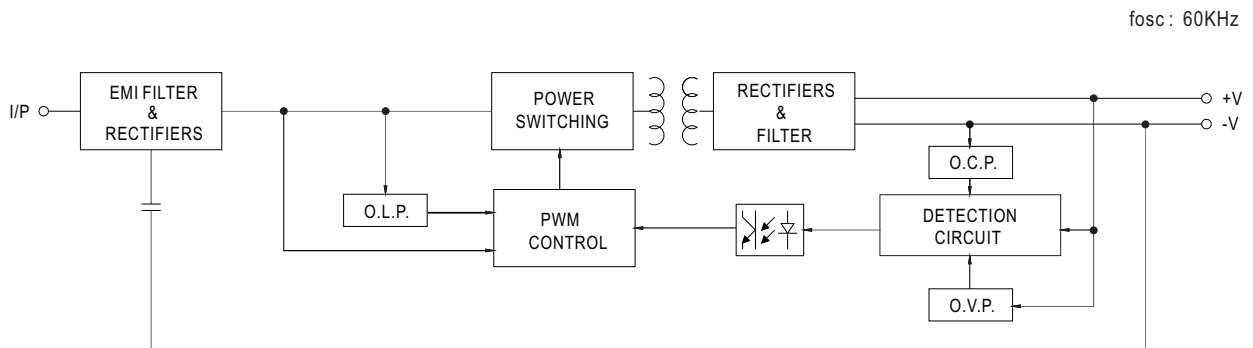 fosc : 60KHz
I/P
EMI FILTER
&
RECTIFIERS
POWER
SWITCHING
RECTIFIERS
&
FILTER
+V
-V
O.C.P.
O.L.P.
PWM
CONTROL
DETECTION
CIRCUIT
O.V.P.